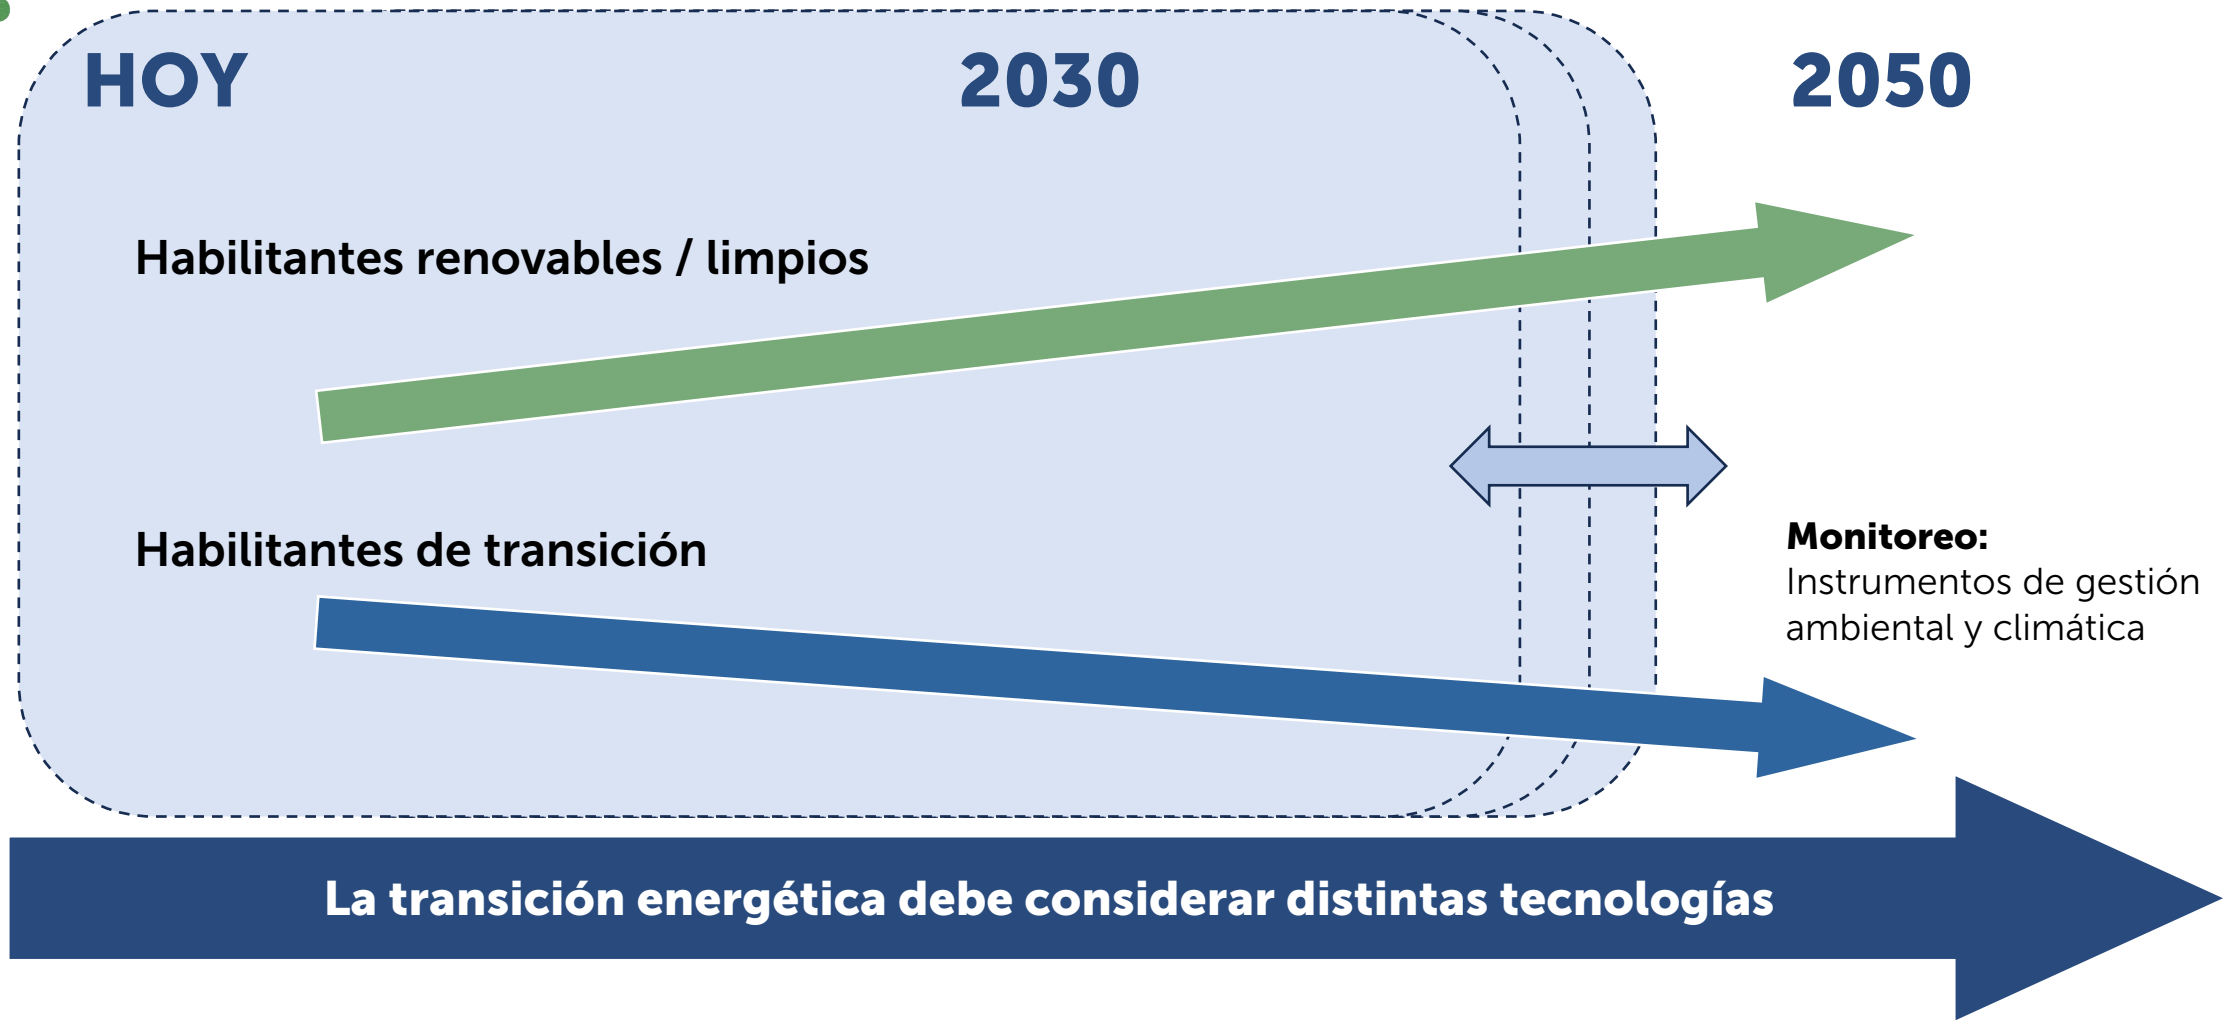 HOY 2030 2050
Habilitantes renovables / limpios
Habilitantes de transición
Monitoreo:
Instrumentos de gestión
ambiental y climática
La transición energética debe considerar distintas tecnologías